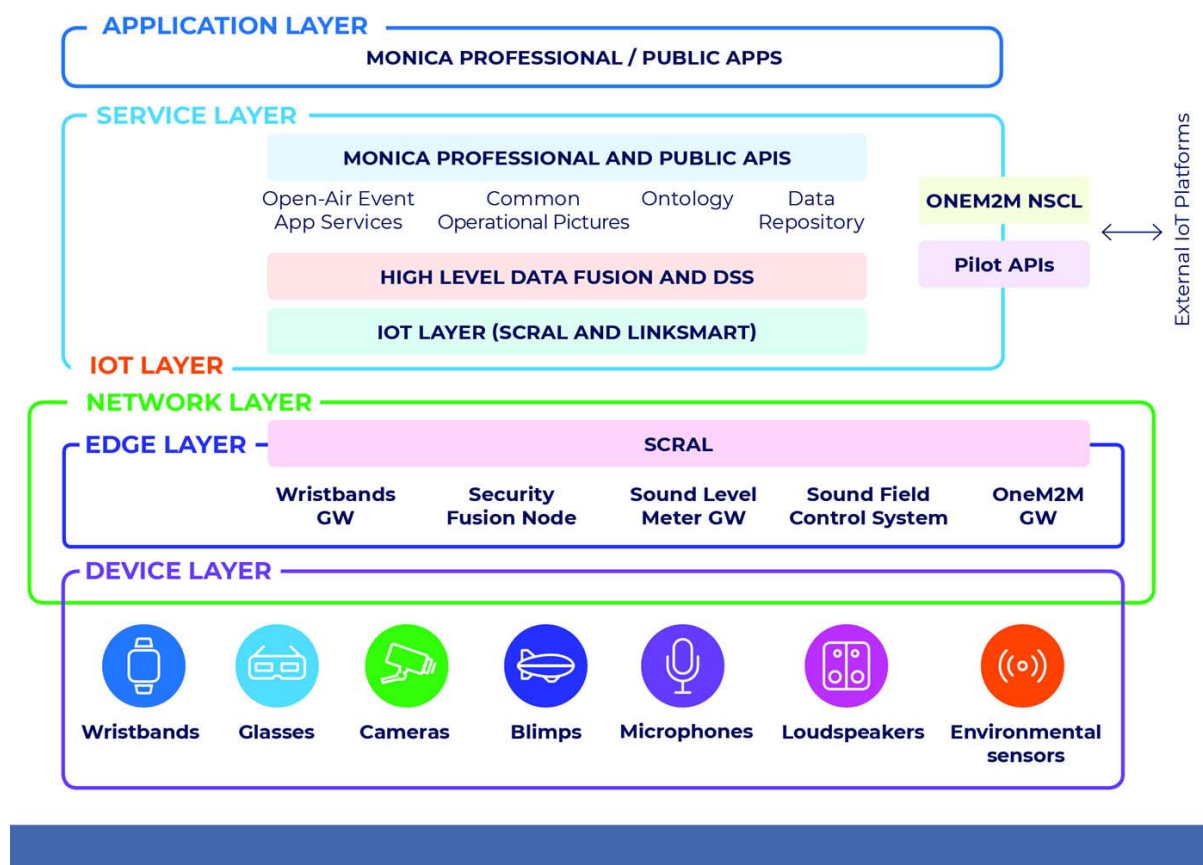 APPLICATION LAYER
MONICA PROFESSIONAL / PUBLIC APPS
SERVICE LAYER
MONICA PROFESSIONAL AND PUBLIC APIS
Open-Air Event
App Services
Common
Operational Pictures
Ontology
Data
Repository
ONEM2M NSCL
Pilot APIs
External IoT Platforms
HIGH LEVEL DATA FUSION AND DSS
IOT LAYER (SCRAL AND LINKSMART)
IOT LAYER
NETWORK LAYER
EDGE LAYER
SCRAL
Wristbands
GW
Security
Fusion Node
Sound Level
Meter GW
Sound Field
Control System
OneM2M
GW
DEVICE LAYER
Wristbands
Glasses
Cameras
Blimps
Microphones
Loudspeakers
Environmental
sensors